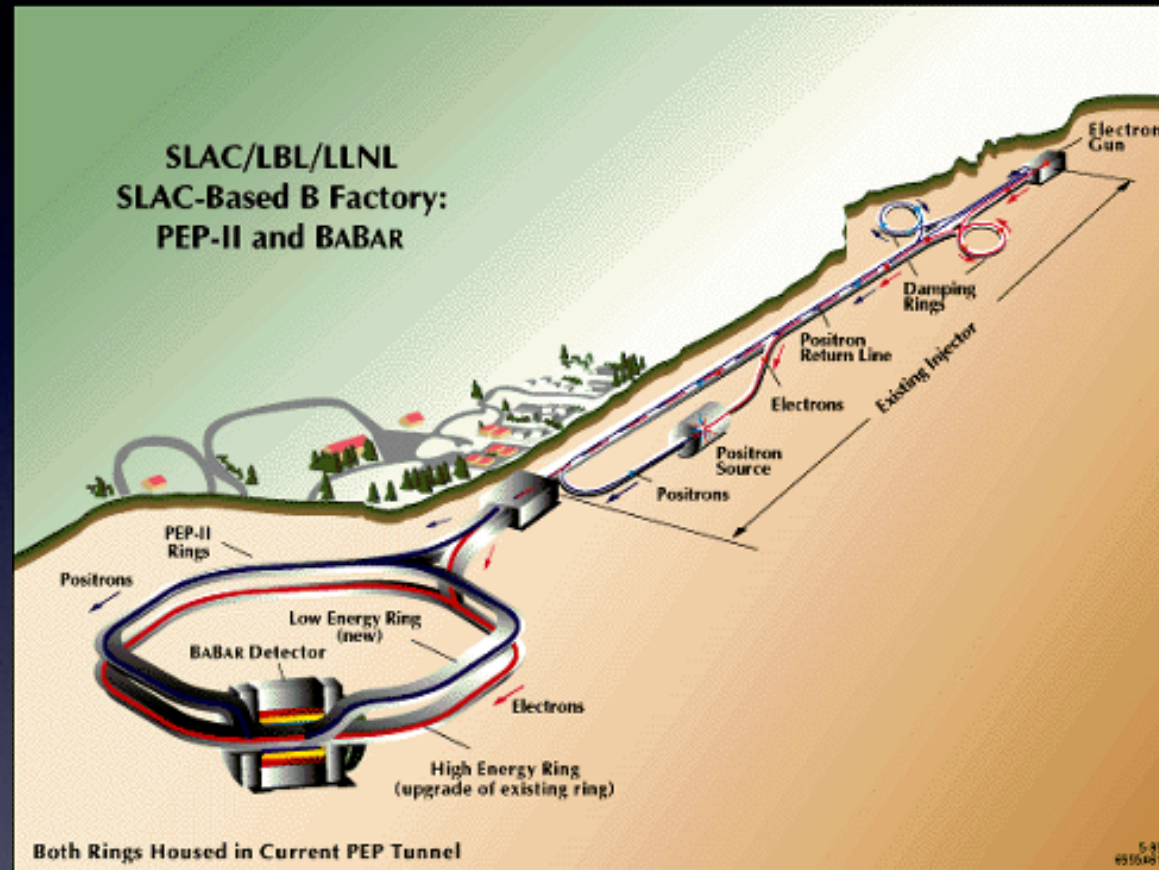 SLAC/LBL/LLNL
SLAC-Based B Factory:
PEP-II and BABAR
Electron
Gun
Damping
Rings
Positron
Return Line
Existing Injector
Electrons
Positron
Source
Positrons
PEP-II
Rings
Positrons
Low Energy Ring
(new)
BABAR Detector
Electrons
High Energy Ring
(upgrade of existing ring)
Both Rings Housed in Current PEP Tunnel